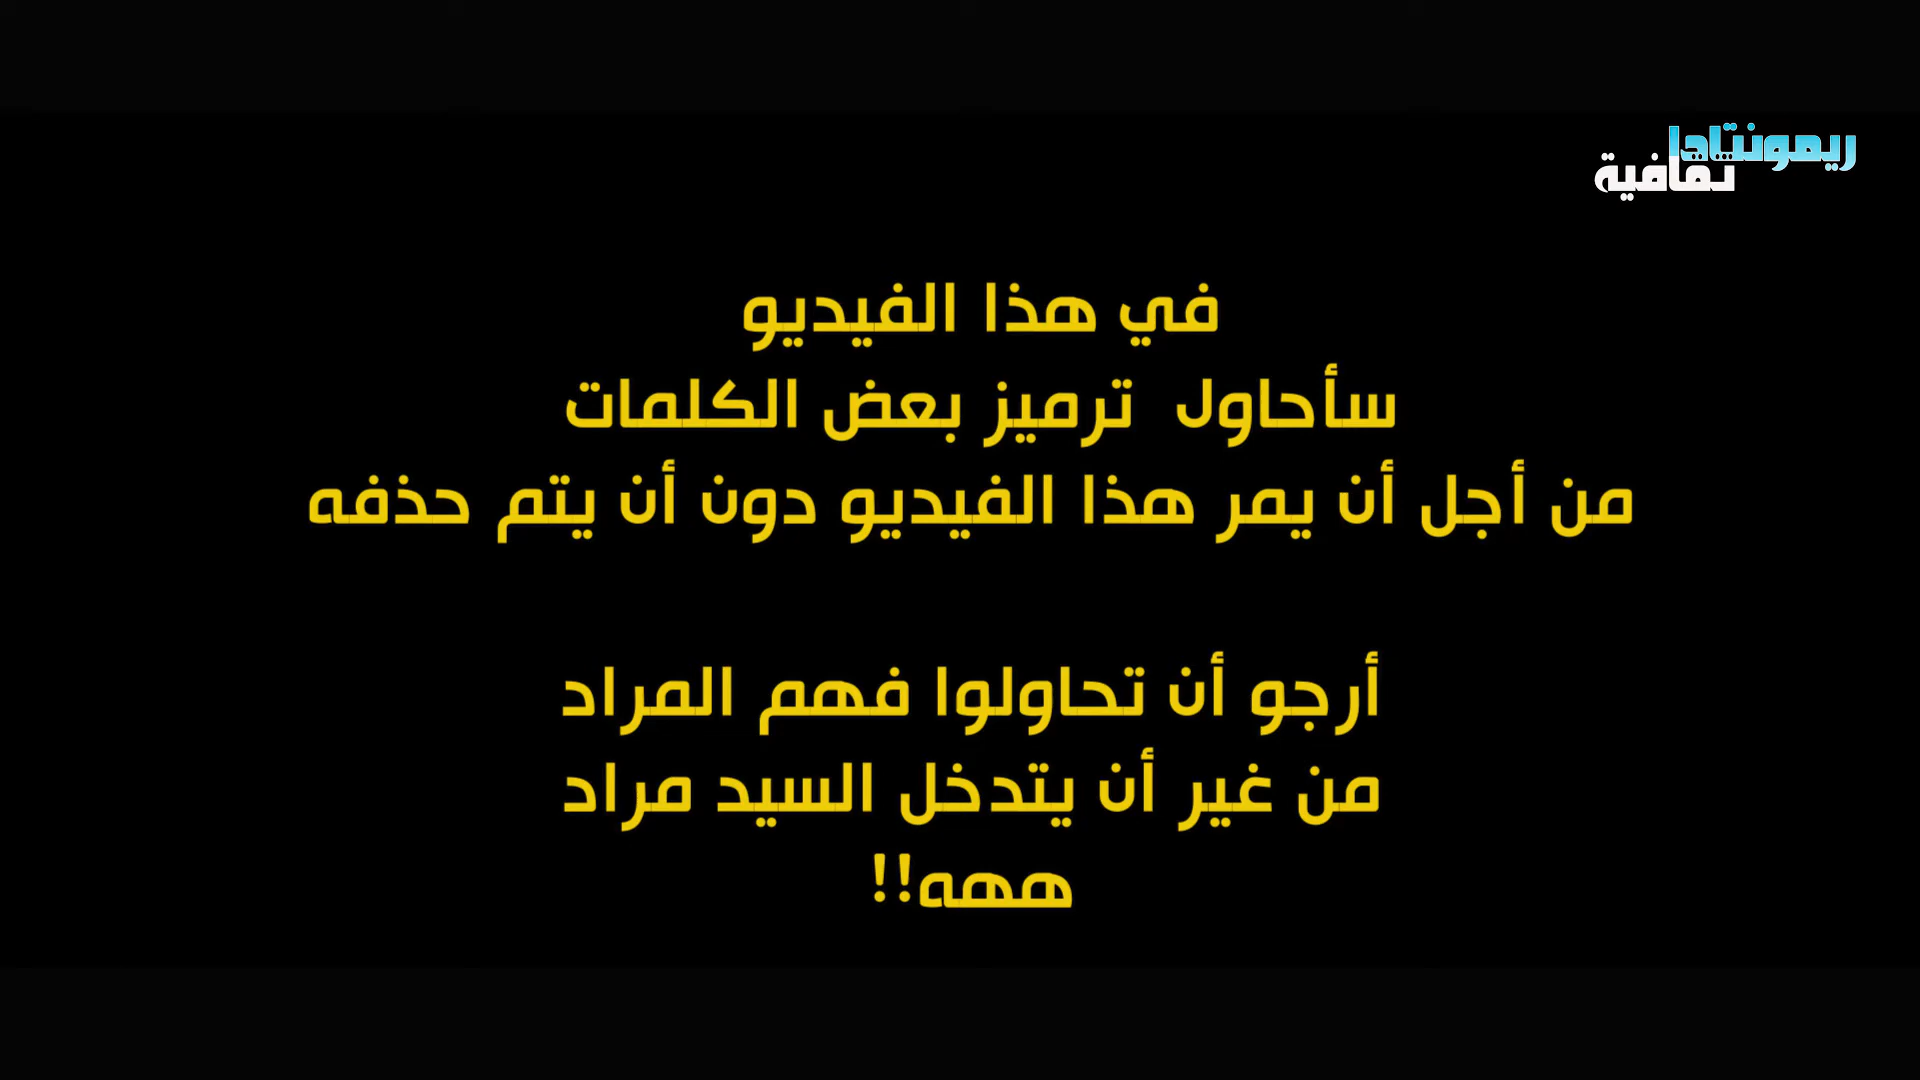 ريمونتادا
ثقافية
في هذا الفيديو
سأحاول ترميز بعض الكلمات
من أجل أن يمر هذا الفيديو دون أن يتم حذفه
أرجو أن تحاولوا فهم المراد
من غير أن يتدخل السيد مراد
ههه!!